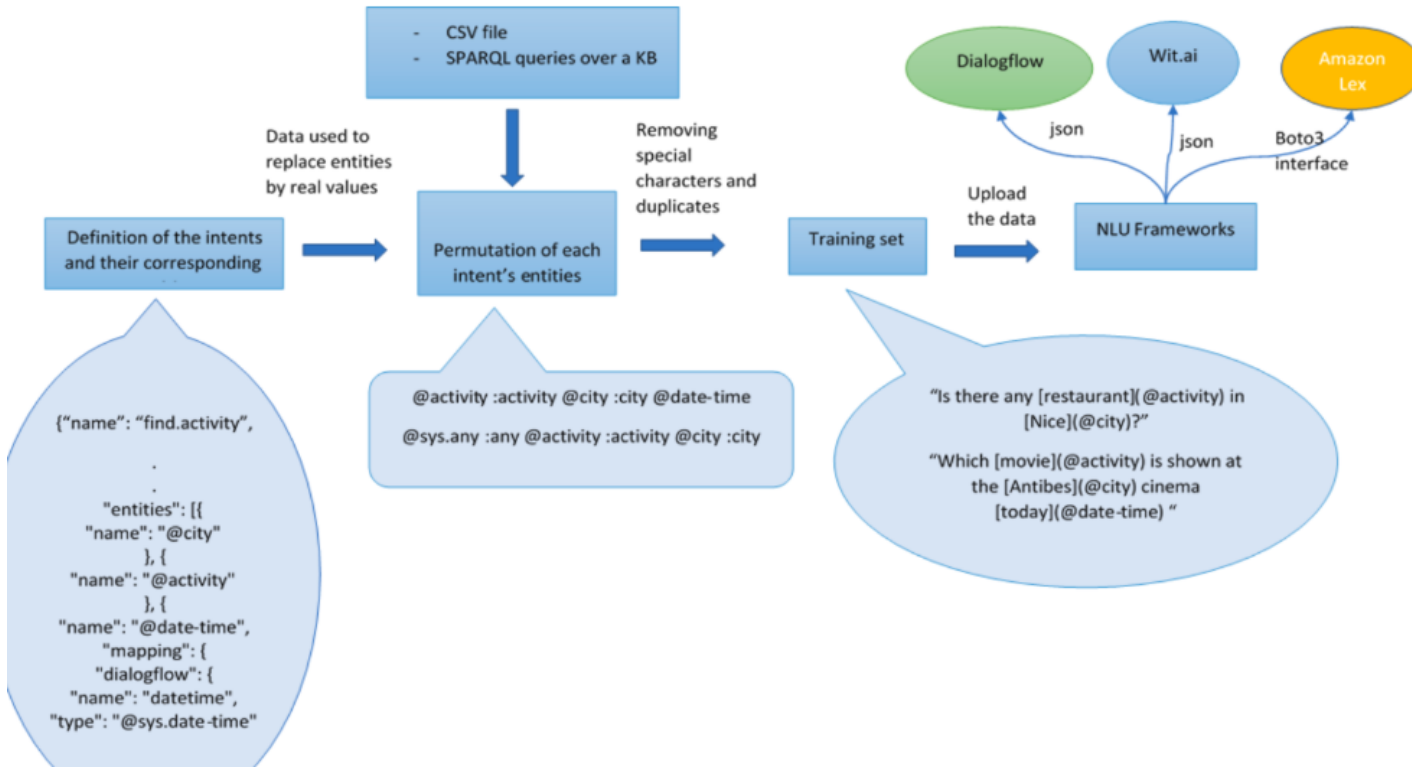 - CSV file
- SPARQL queries over a KB
Dialogflow
Wit.ai
Amazon
Lex
json
json
Boto3
interface
Data used to
replace entities
by real values
Removing
special
characters and
duplicates
Upload
the data
Definition of the intents
and their corresponding
Permutation of each
intent's entities
Training set
NLU Frameworks
{“name”: “find.activity”,
.
.
"entities": [{
"name": "@city"
}, {
"name": "@activity"
}, {
"name": "@date-time",
"mapping": {
"dialogflow": {
"name": "datetime",
"type": "@sys.date-time"
@activity :activity @city :city @date-time
@sys.any :any @activity :activity @city :city
“Is there any [restaurant](@activity) in
[Nice](@city)?”
“Which [movie](@activity) is shown at
the [Antibes](@city) cinema
[today](@date-time) “